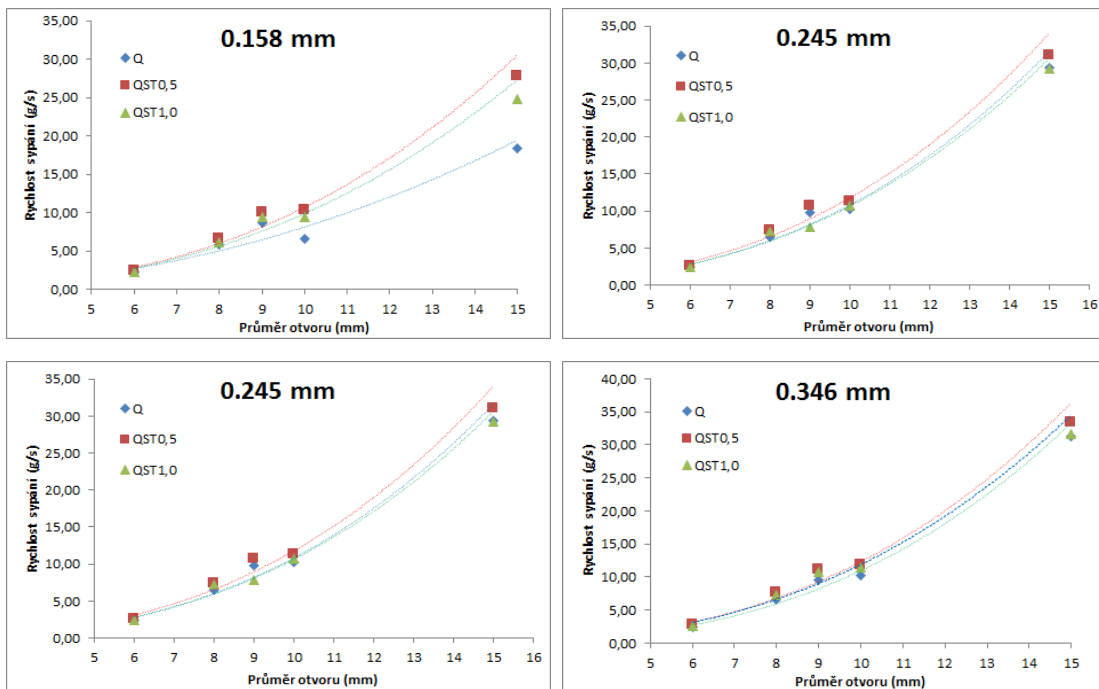 0.158 mm
Rychlost sypání (g/s)
35,00
30,00
25,00
20,00
15,00
10,00
5,00
0,00
Q
QST0,5
QST1,0
5 6 7 8 9 10 11 12 13 14 15
Průměr otvoru (mm)
0.245 mm
Rychlost sypání (g/s)
35,00
30,00
25,00
20,00
15,00
10,00
5,00
0,00
Q
QST0,5
QST1,0
5 6 7 8 9 10 11 12 13 14 15 16
Průměr otvoru (mm)
0.245 mm
Rychlost sypání (g/s)
35,00
30,00
25,00
20,00
15,00
10,00
5,00
0,00
Q
QST0,5
QST1,0
5 6 7 8 9 10 11 12 13 14 15 16
Průměr otvoru (mm)
0.346 mm
Rychlost sypání (g/s)
40,00
35,00
30,00
25,00
20,00
15,00
10,00
5,00
0,00
Q
QST0,5
QST1,0
5 6 7 8 9 10 11 12 13 14 15
Průměr otvoru (mm)